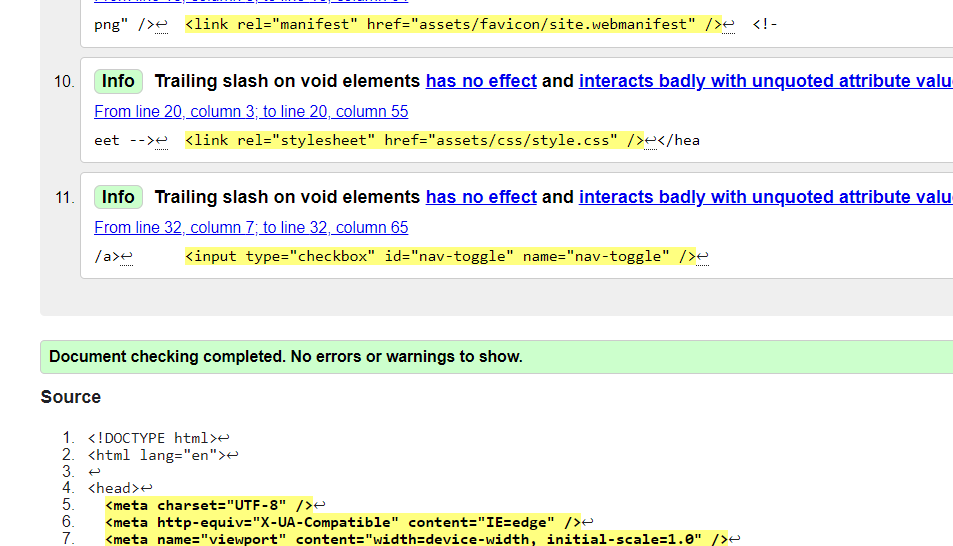 png" />↩ <link rel="manifest" href="assets/favicon/site.webmanifest" />↩ <!-
10. Info Trailing slash on void elements has no effect and interacts badly with unquoted attribute valu
From line 20, column 3; to line 20, column 55
eet -->↩ <link rel="stylesheet" href="assets/css/style.css" />↩</hea
11. Info Trailing slash on void elements has no effect and interacts badly with unquoted attribute valu
From line 32, column 7; to line 32, column 65
/a>↩ <input type="checkbox" id="nav-toggle" name="nav-toggle" />↩
Document checking completed. No errors or warnings to show.
Source
1. <!DOCTYPE html>↩
2. <html lang="en">↩
3. ↩
4. <head>↩
5. <meta charset="UTF-8" />↩
6. <meta http-equiv="X-UA-Compatible" content="IE=edge" />↩
7. <meta name="viewport" content="width=device-width, initial-scale=1.0" />↩